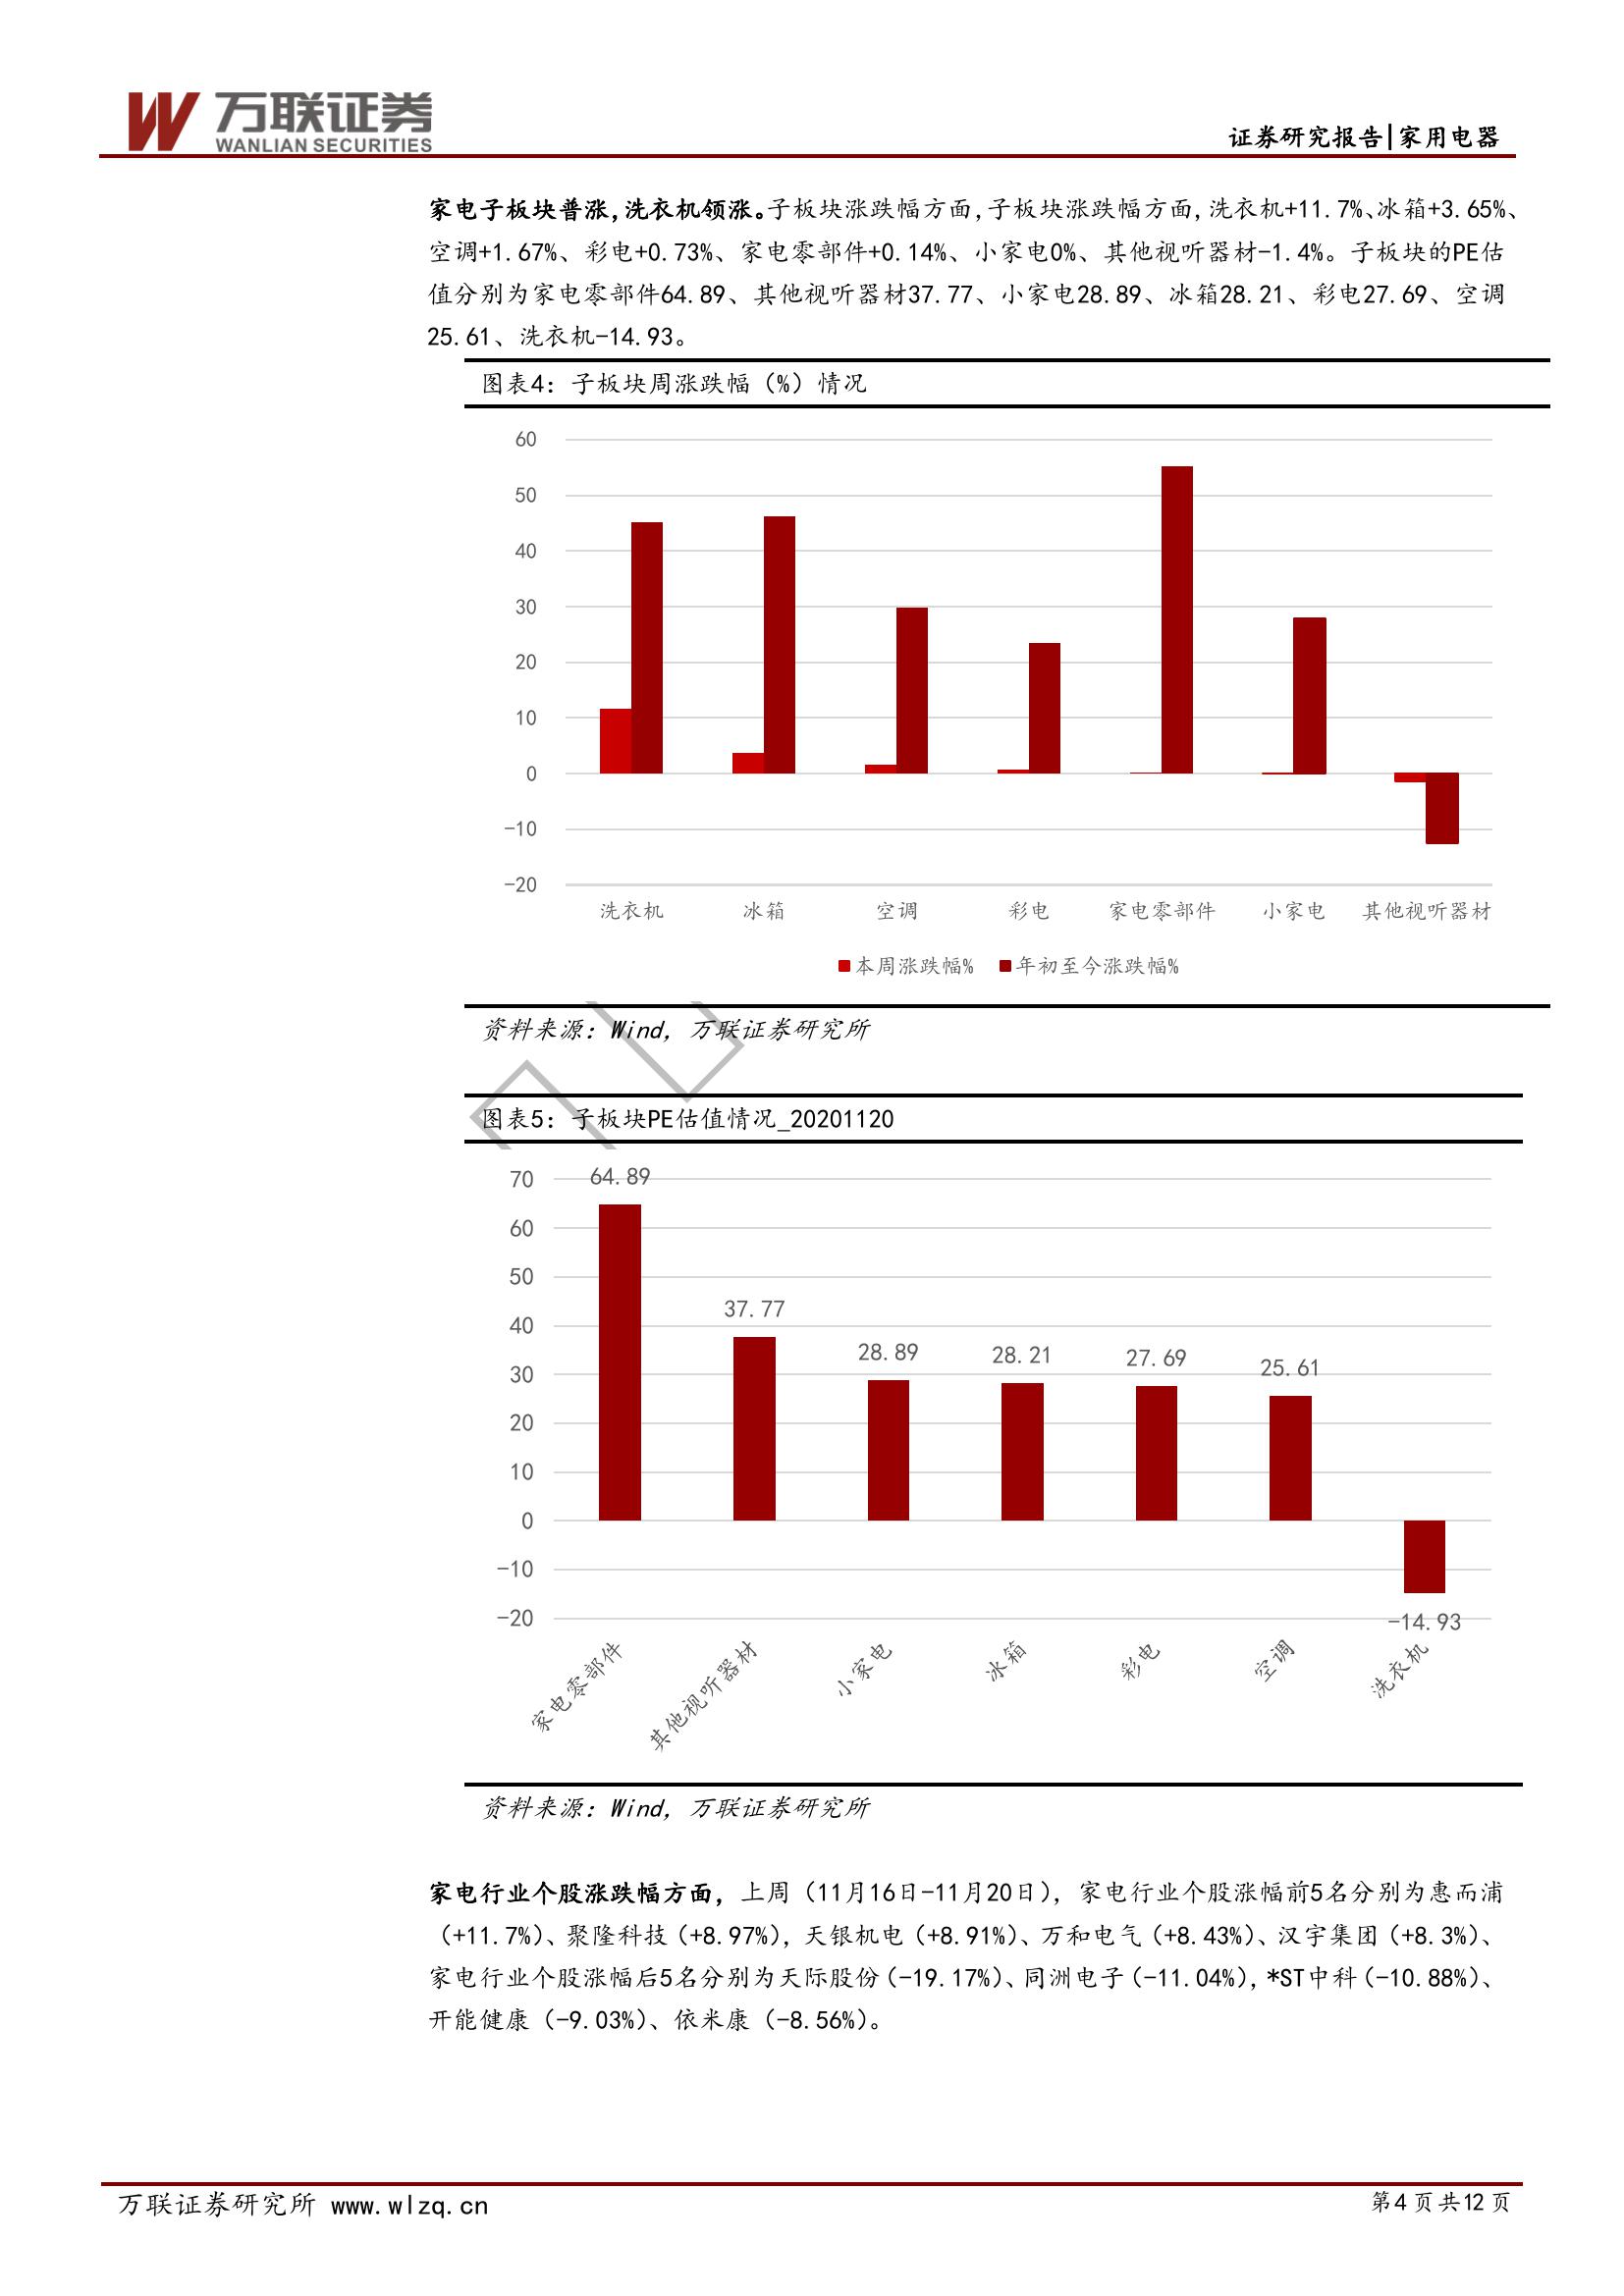 万联证券
WANLIAN SECURITIES
证券研究报告|家用电器
家电子板块普涨,洗衣机领涨。子板块涨跌幅方面,子板块涨跌幅方面,洗衣机+11.7%、冰箱+3.65%、
空调+1.67%、彩电+0.73%、家电零部件+0.14%、小家电0%、其他视听器材-1.4%。子板块的PE估
值分别为家电零部件64.89、其他视听器材37.77、小家电28.89、冰箱28.21、彩电27.69、空调
25.61、洗衣机-14.93。
图表4：子板块周涨跌幅（%）情况
60
50
40
30
20
10
0
-10
-20
洗衣机 冰箱 空调 彩电 家电零部件 小家电 其他视听器材
本周涨跌幅% 年初至今涨跌幅%
资料来源：Wind, 万联证券研究所
图表5：子板块PE估值情况_20201120
70
60
50
40
30
20
10
0
-10
-20
64.89
37.77
28.89
28.21
27.69
25.61
-14.93
家电零部件
其他视听器材
小家电
冰箱
彩电
空调
洗衣机
资料来源：Wind, 万联证券研究所
家电行业个股涨跌幅方面，上周（11月16日-11月20日），家电行业个股涨幅前5名分别为惠而浦
（+11.7%）、聚隆科技（+8.97%），天银机电（+8.91%）、万和电气（+8.43%）、汉宇集团（+8.3%）、
家电行业个股涨幅后5名分别为天际股份（-19.17%）、同洲电子（-11.04%），*ST中科（-10.88%）、
开能健康（-9.03%）、依米康（-8.56%）。
万联证券研究所 www.wlzq.cn
第4页共12页